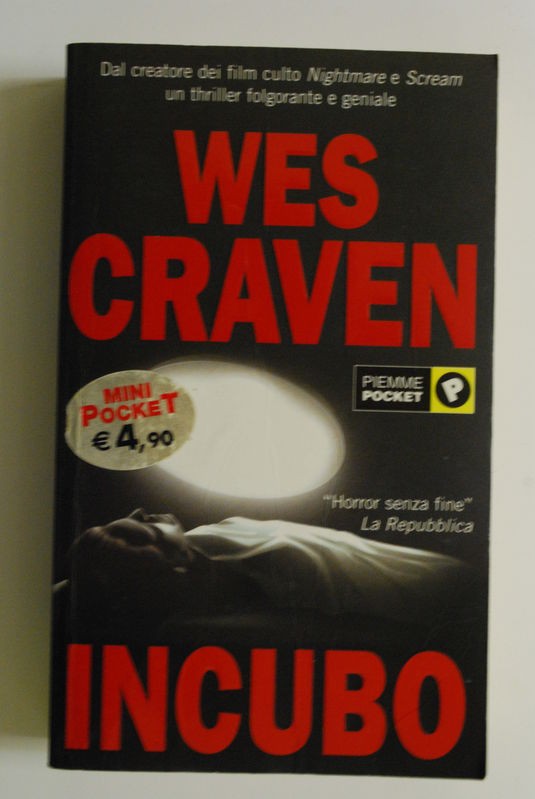 Dal creatore dei film culto Nightmare e Scream
un thriller folgorante e geniale
WES
CRAVEN
MINI
POCKET
€ 4,90
PIEMME
POCKET
P
"Horror senza fine"
La Repubblica
INCUBO